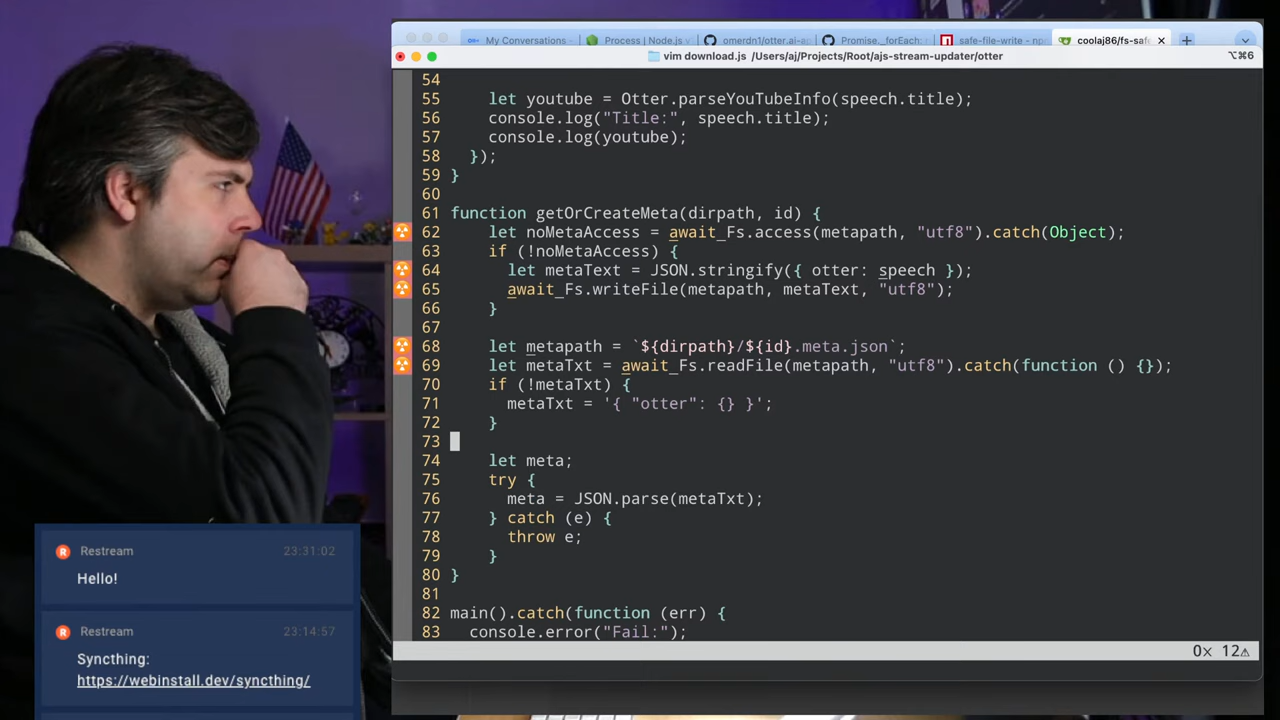 My Conversations -
Process | Node.js v
omerdn1/otter.ai-a
Promise._forEach:
safe-file-write - np
coolaj86/fs-safe
vim download.js /Users/aj/Projects/Root/ajs-stream-updater/otter
⌥⌘6
54
55 let youtube = Otter.parseYouTubeInfo(speech.title);
56 console.log("Title:", speech.title);
57 console.log(youtube);
58 });
59 }
60
61 function getOrCreateMeta(dirpath, id) {
62 let noMetaAccess = await_Fs.access(metapath, "utf8").catch(Object);
63 if (!noMetaAccess) {
64 let metaText = JSON.stringify({ otter: speech });
65 await_Fs.writeFile(metapath, metaText, "utf8");
66 }
67
68 let metapath = `${dirpath}/${id}.meta.json`;
69 let metaTxt = await_Fs.readFile(metapath, "utf8").catch(function () {});
70 if (!metaTxt) {
71 metaTxt = '{ "otter": {} }';
72 }
73
74 let meta;
75 try {
76 meta = JSON.parse(metaTxt);
77 } catch (e) {
78 throw e;
79 }
80 }
81
82 main().catch(function (err) {
83 console.error("Fail:");
0× 12⚠
R Restream 23:31:02
Hello!
R Restream 23:14:57
Syncthing:
https://webinstall.dev/syncthing/